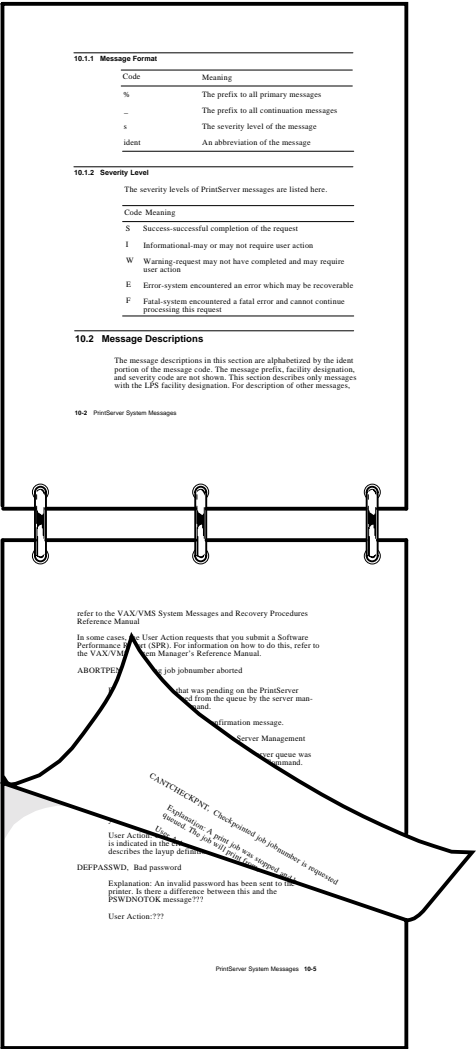 10.1.1 Message Format
Code Meaning
% The prefix to all primary messages
_ The prefix to all continuation messages
s The severity level of the message
ident An abbreviation of the message
10.1.2 Severity Level
The severity levels of PrintServer messages are listed here.
Code Meaning
S Success-successful completion of the request
I Informational-may or may not require user action
W Warning-request may not have completed and may require
user action
E Error-system encountered an error which may be recoverable
F Fatal-system encountered a fatal error and cannot continue
processing this request
10.2 Message Descriptions
The message descriptions in this section are alphabetized by the ident
portion of the message code. The message prefix, facility designation,
and severity code are not shown. This section describes only messages
with the LPS facility designation. For description of other messages,
10-2 PrintServer System Messages
refer to the VAX/VMS System Messages and Recovery Procedures
Reference Manual
In some cases, User Action requests that you submit a Software
Performance (SPR). For information on how to do this, refer to
the System Manager's Reference Manual.
job jobnumber aborted
that was pending on the PrintServer
from the queue by the server man-
confirmation message.
Server Management
server queue was
command.
CANTCHECKPNT, Checkpointed job jobnumber is requested
Explanation: A print job was stopped and
queued. The job will print from
User
User Action:
is indicated in the
describes the layup
DEFPASSWD, Bad password
Explanation: An invalid password has been sent to the
printer. Is there a difference between this and the
PSWDNOTOK message???
User Action:???
PrintServer System Messages 10-5